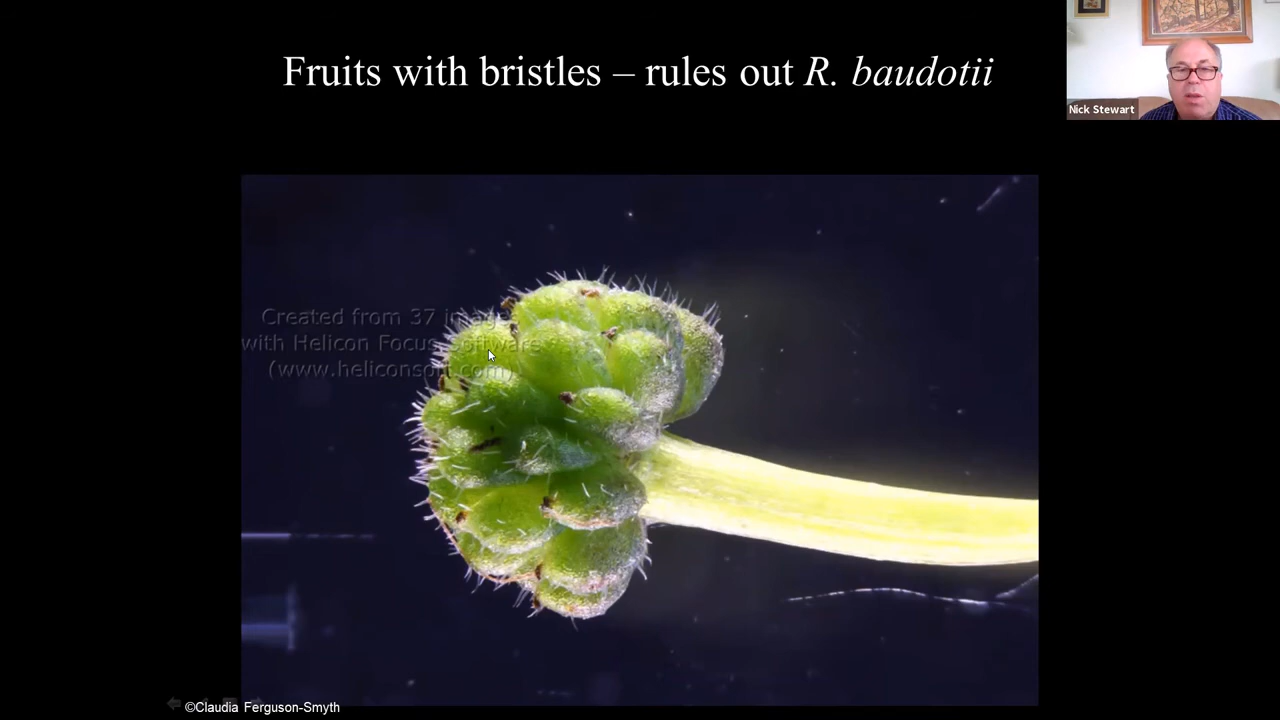 Fruits with bristles – rules out R. baudotii
Nick Stewart
Created from 37 images
with Helicon Focus Software
(www.heliconsoft.com)
©Claudia Ferguson-Smyth